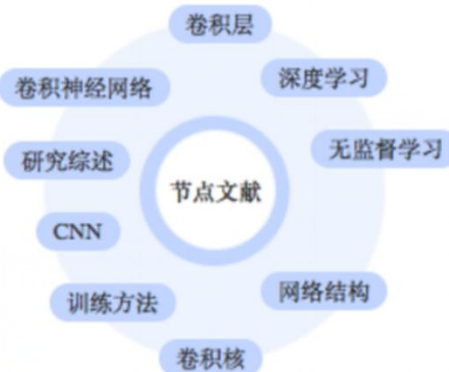 卷积层
深度学习
卷积神经网络
无监督学习
研究综述
节点文献
CNN
网络结构
训练方法
卷积核